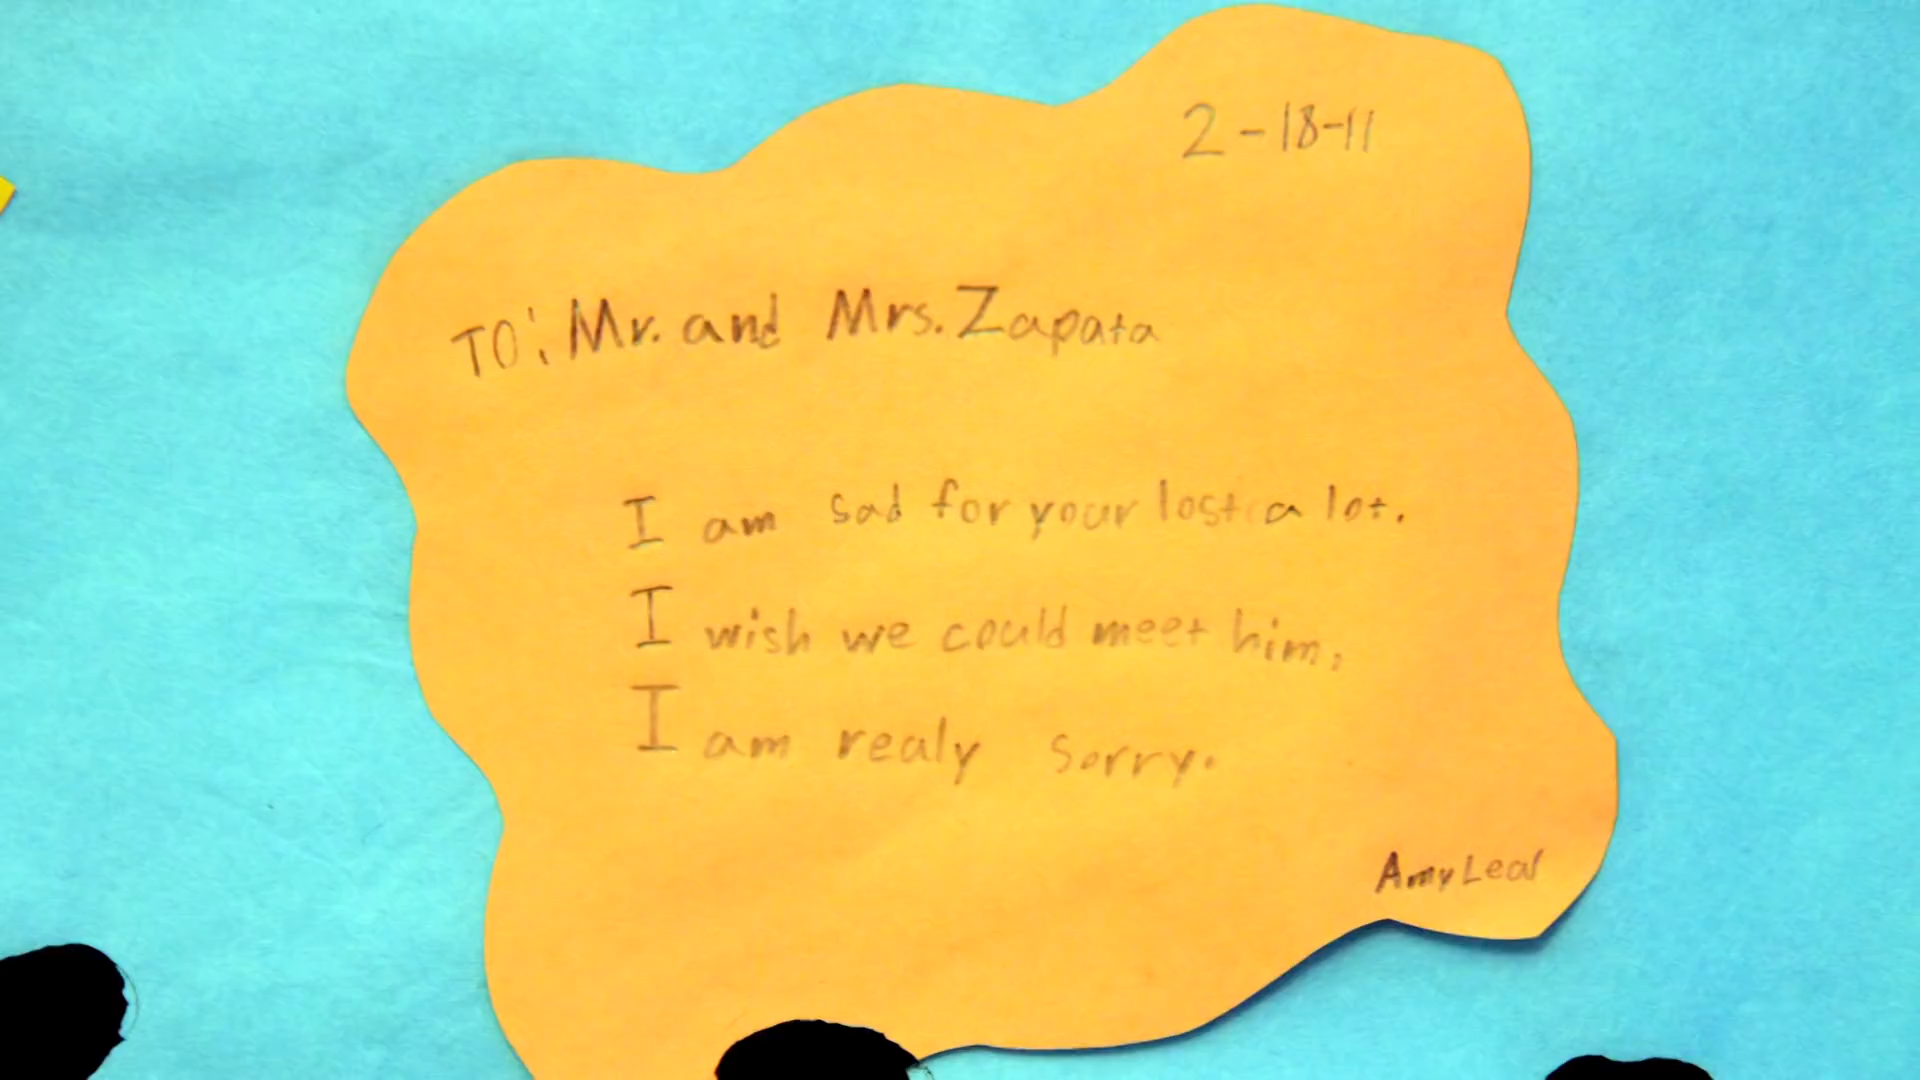 2-18-11
TO: Mr. and Mrs. Zapata
I am sad for your lost a lot.
I wish we could meet him.
I am realy sorry.
Amy Leal